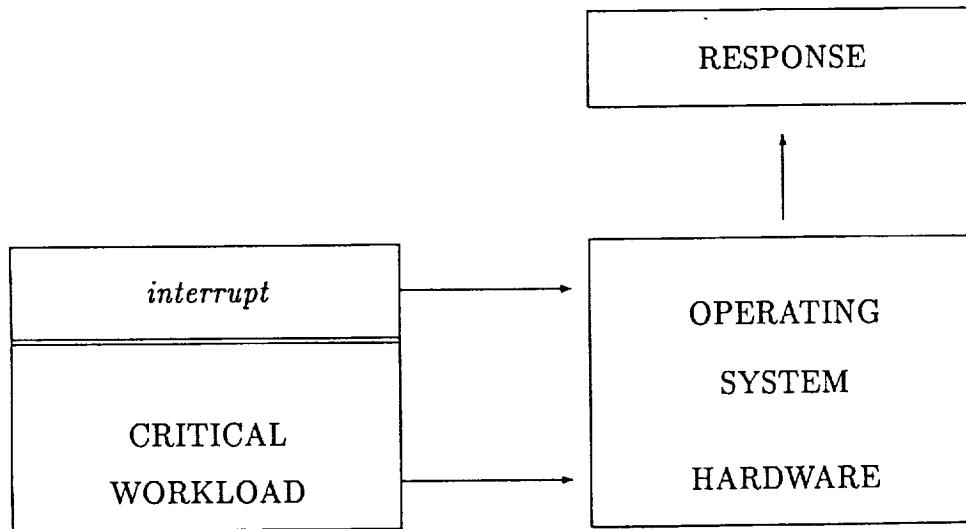 RESPONSE
interrupt
OPERATING
SYSTEM
CRITICAL
WORKLOAD
HARDWARE